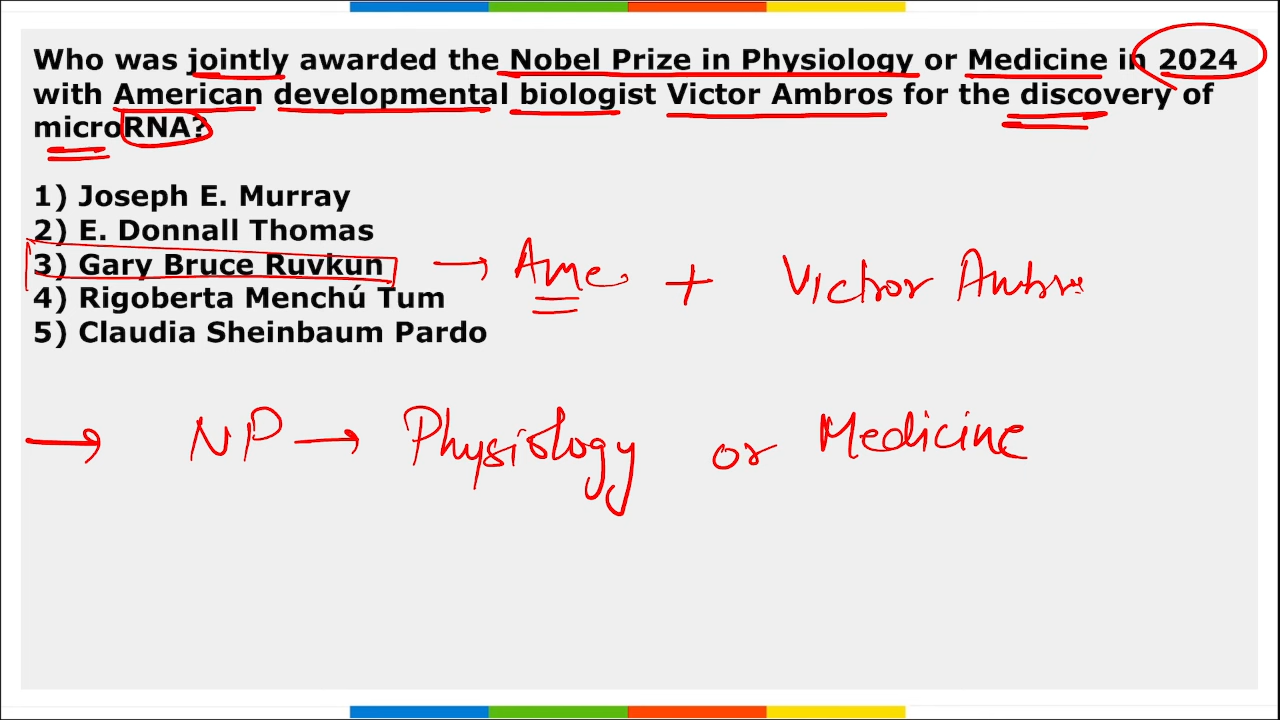 Who was jointly awarded the Nobel Prize in Physiology or Medicine in 2024
with American developmental biologist Victor Ambros for the discovery of
microRNA?
1) Joseph E. Murray
2) E. Donnall Thomas
3) Gary Bruce Ruvkun → Ame + Victor Ambros
4) Rigoberta Menchú Tum
5) Claudia Sheinbaum Pardo
→ NP → Physiology or Medicine